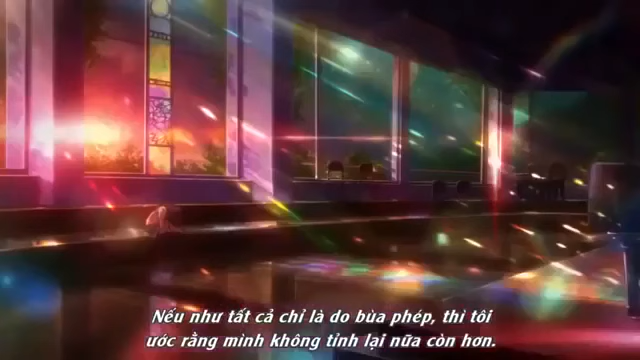 Nếu như tất cả chỉ là do bùa phép, thì tôi
ước rằng mình không tỉnh lại nữa còn hơn.